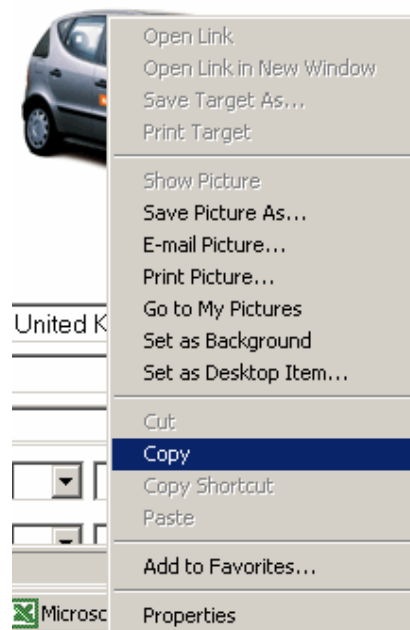 Open Link
Open Link in New Window
Save Target As...
Print Target
Show Picture
Save Picture As...
E-mail Picture...
Print Picture...
Go to My Pictures
Set as Background
Set as Desktop Item...
United K
Cut
Copy
Copy Shortcut
Paste
Add to Favorites...
Microsc
Properties